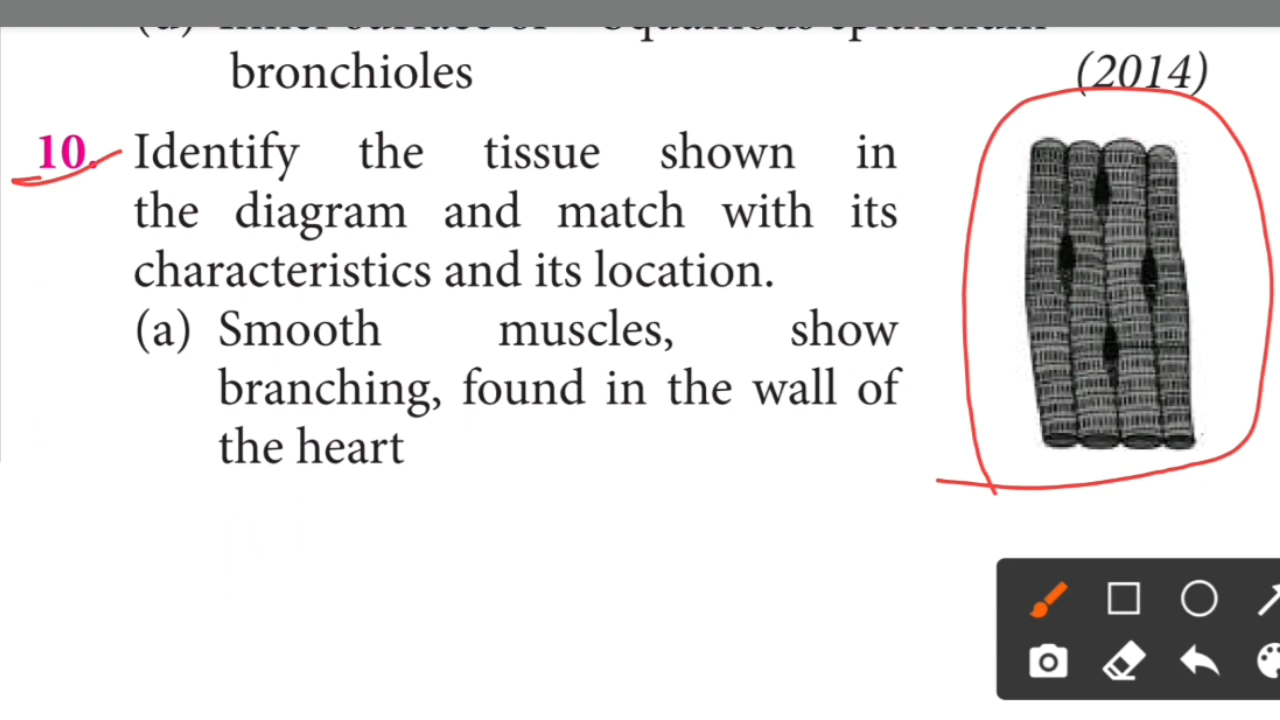 bronchioles (2014)
10. Identify the tissue shown in
the diagram and match with its
characteristics and its location.
(a) Smooth muscles, show
branching, found in the wall of
the heart